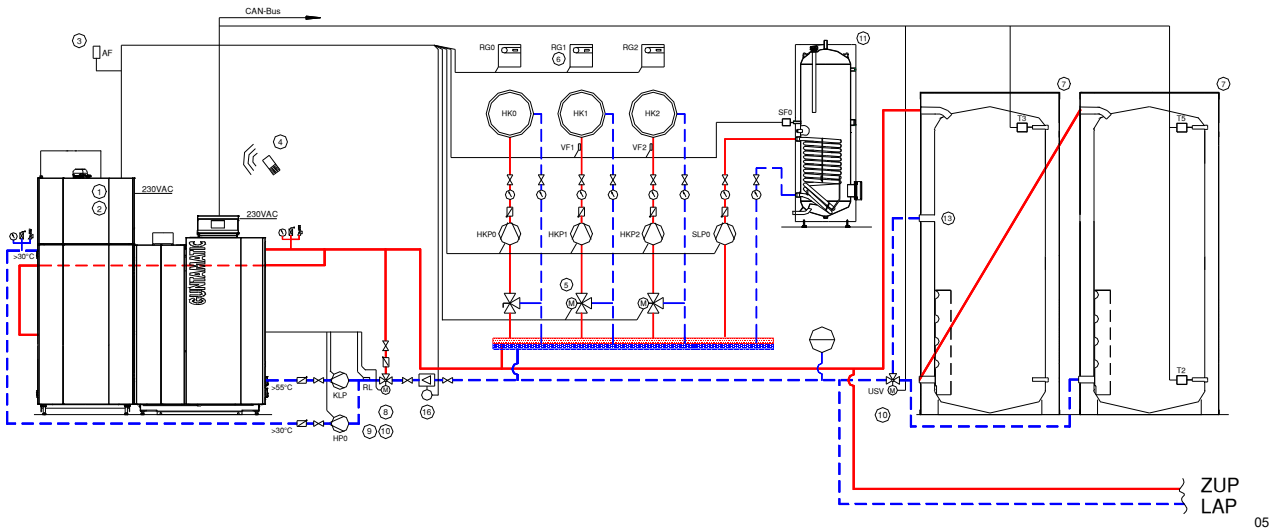 CAN-Bus
3
AF
RG0
RG1
RG2
6
11
7
7
HK0
HK1
HK2
SF0
T3
T5
4
VF1
VF2
1
2
230VAC
230VAC
13
HKP0
HKP1
HKP2
SLP0
>30°C
GUNTAMATIC
5
M
M
>55°C
KLP
RL
M
8
16
USV
M
10
T2
9
10
>30°C
HP0
ZUP
LAP
05